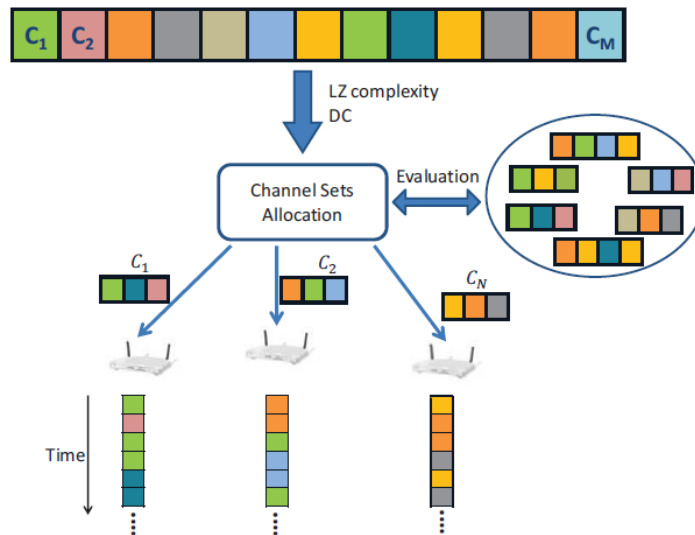 C1 C2 CM
LZ complexity
DC
Evaluation
Channel Sets
Allocation
C1
C2
CN
Time